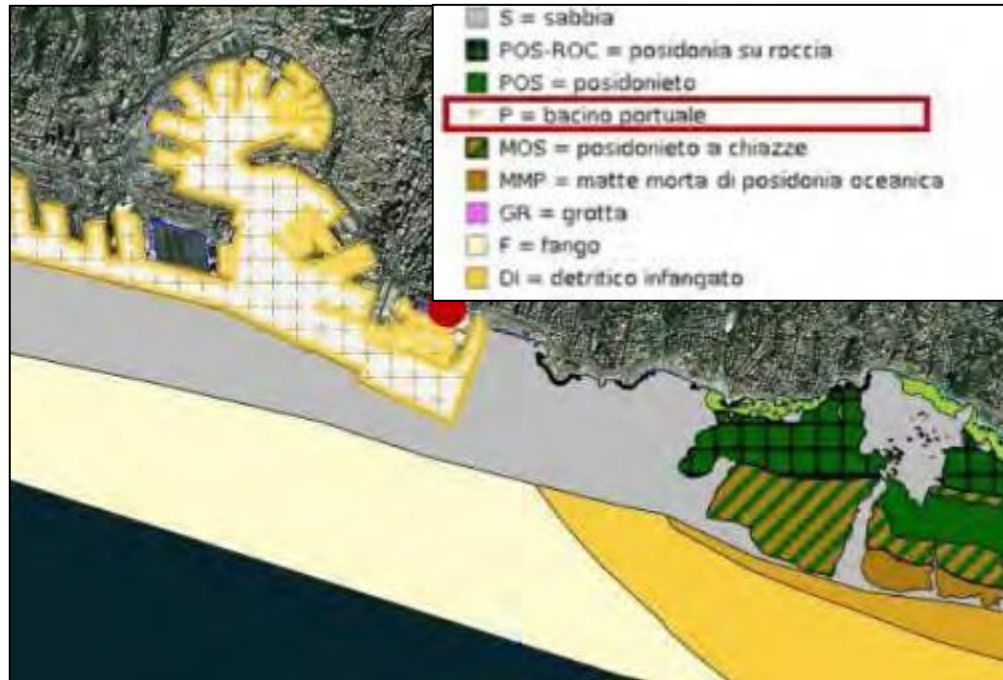 S = sabbia
POS-ROC = posidonia su roccia
POS = posidonieto
P = bacino portuale
MOS = posidonieto a chiazze
MMP = matte morta di posidonia oceanica
GR = grotta
F = fango
DI = detritico infangato